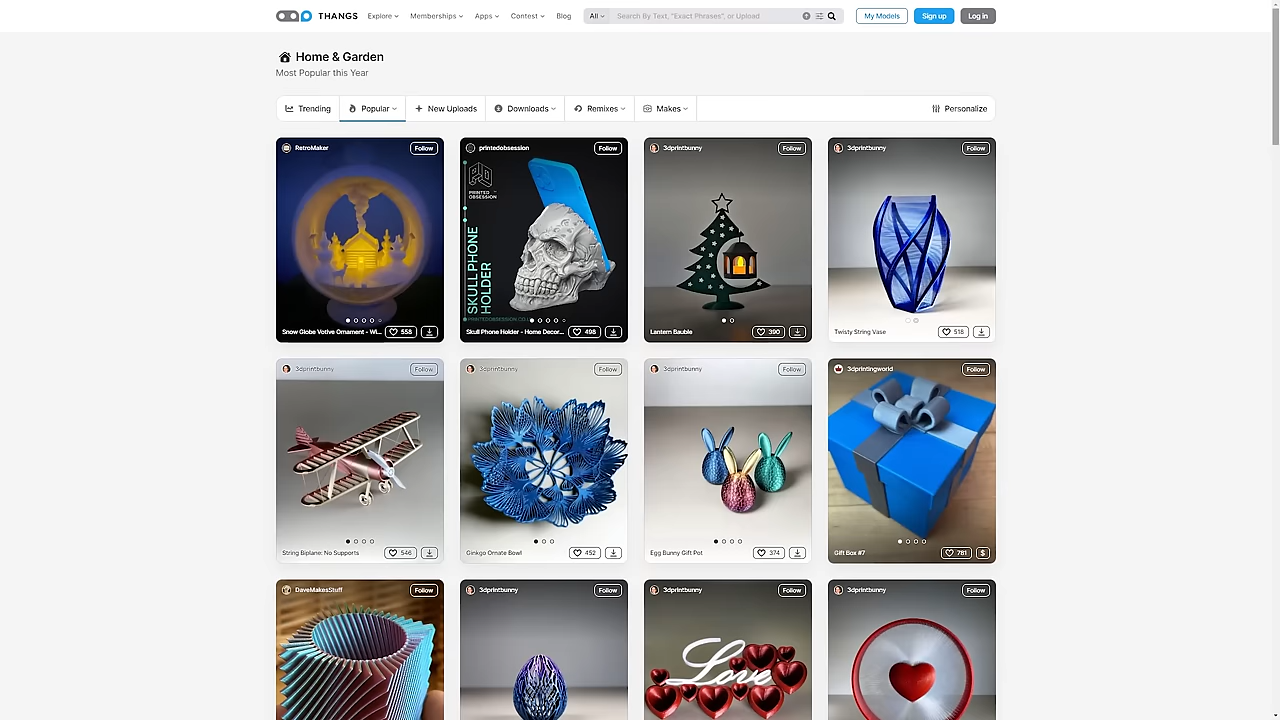 THANGS Explore Memberships Apps Contest Blog All Search By Text, "Exact Phrases", or Upload My Models Sign up Log in
Home & Garden
Most Popular this Year
Trending Popular New Uploads Downloads Remixes Makes Personalize
RetroMaker Follow
Snow Globe Votive Ornament - Wi... 558
printedobsession Follow
PRINTED
OBSESSION
SKULL PHONE
HOLDER
Skull Phone Holder - Home Decor... 498
3dprintbunny Follow
Lantern Bauble 390
3dprintbunny Follow
Twisty String Vase 518
3dprintbunny Follow
String Biplane: No Supports 546
3dprintbunny Follow
Ginkgo Ornate Bowl 452
3dprintbunny Follow
Egg Bunny Gift Pot 374
3dprintingworld Follow
Gift Box #7 781 $
DaveMakesStuff Follow
3dprintbunny Follow
3dprintbunny Follow
Love
3dprintbunny Follow